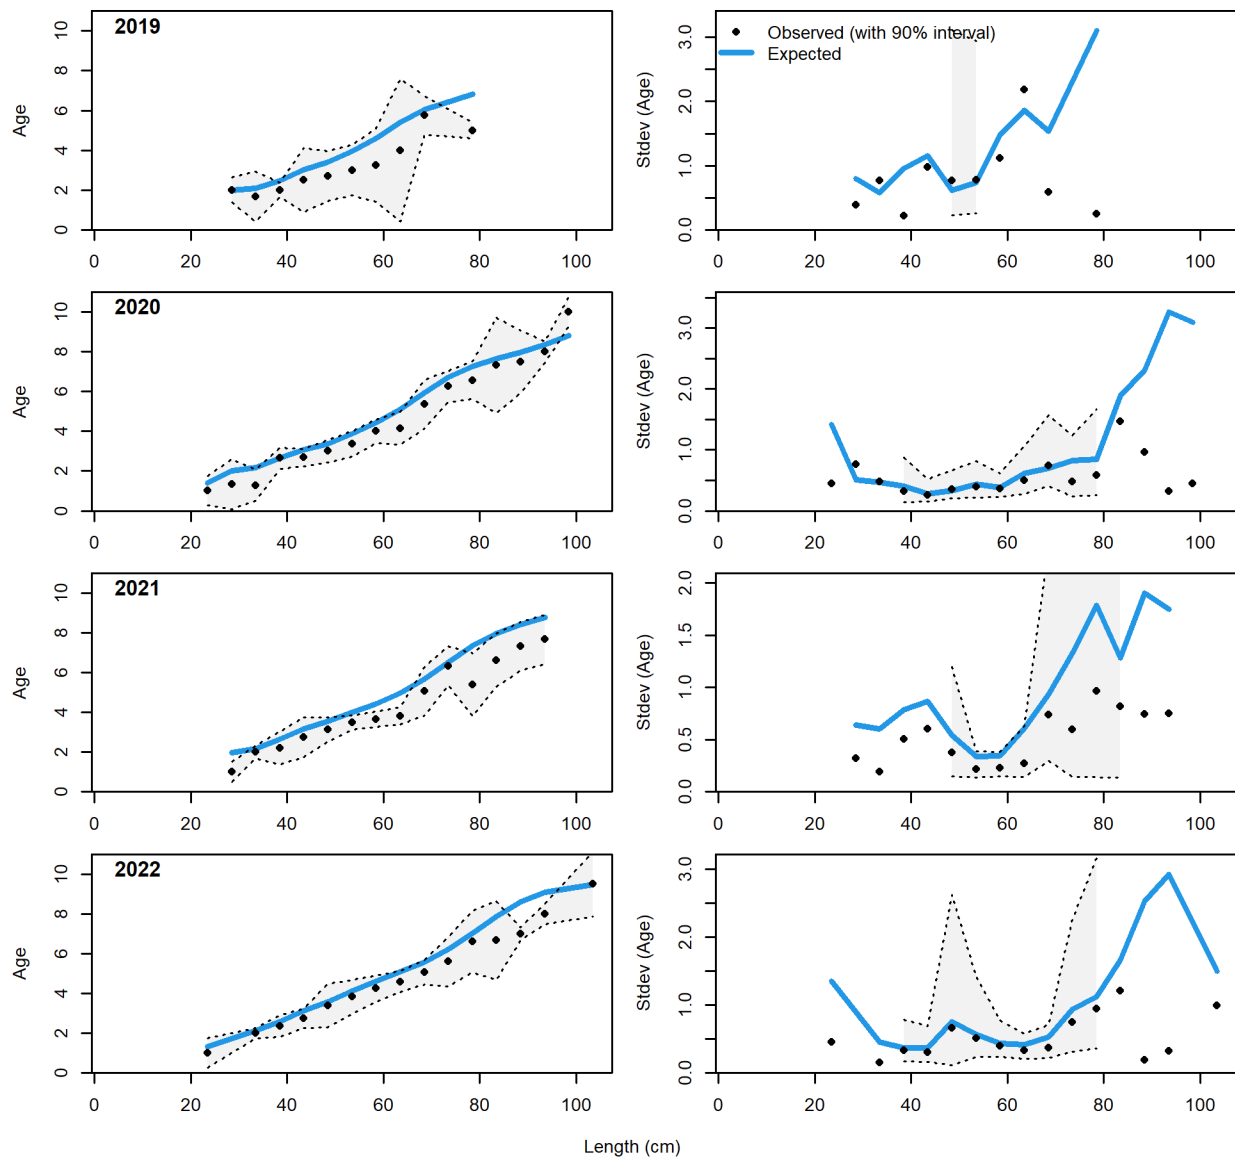 2019
Age
0 2 4 6 8 10
0 20 40 60 80 100
Observed (with 90% interval)
Expected
Stdev (Age)
0.0 1.0 2.0 3.0
0 20 40 60 80 100
2020
Age
0 2 4 6 8 10
0 20 40 60 80 100
Stdev (Age)
0.0 1.0 2.0 3.0
0 20 40 60 80 100
2021
Age
0 2 4 6 8 10
0 20 40 60 80 100
Stdev (Age)
0.0 0.5 1.0 1.5 2.0
0 20 40 60 80 100
2022
Age
0 2 4 6 8 10
0 20 40 60 80 100
Stdev (Age)
0.0 1.0 2.0 3.0
0 20 40 60 80 100
Length (cm)